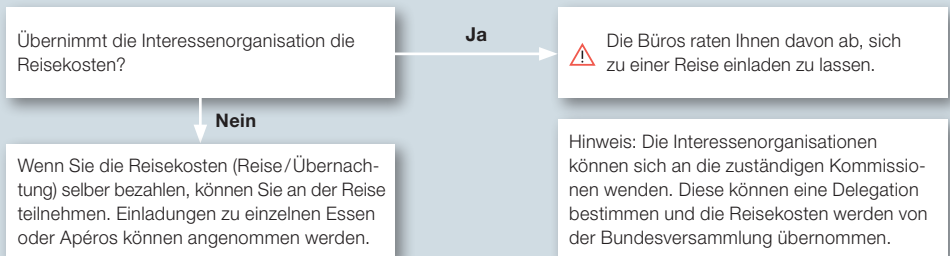 Übernimmt die Interessenorganisation die
Reisekosten?
Ja
Die Büros raten Ihnen davon ab, sich
zu einer Reise einladen zu lassen.
Nein
Wenn Sie die Reisekosten (Reise/Übernach-
tung) selber bezahlen, können Sie an der Reise
teilnehmen. Einladungen zu einzelnen Essen
oder Apéros können angenommen werden.
Hinweis: Die Interessenorganisationen
können sich an die zuständigen Kommissio-
nen wenden. Diese können eine Delegation
bestimmen und die Reisekosten werden von
der Bundesversammlung übernommen.